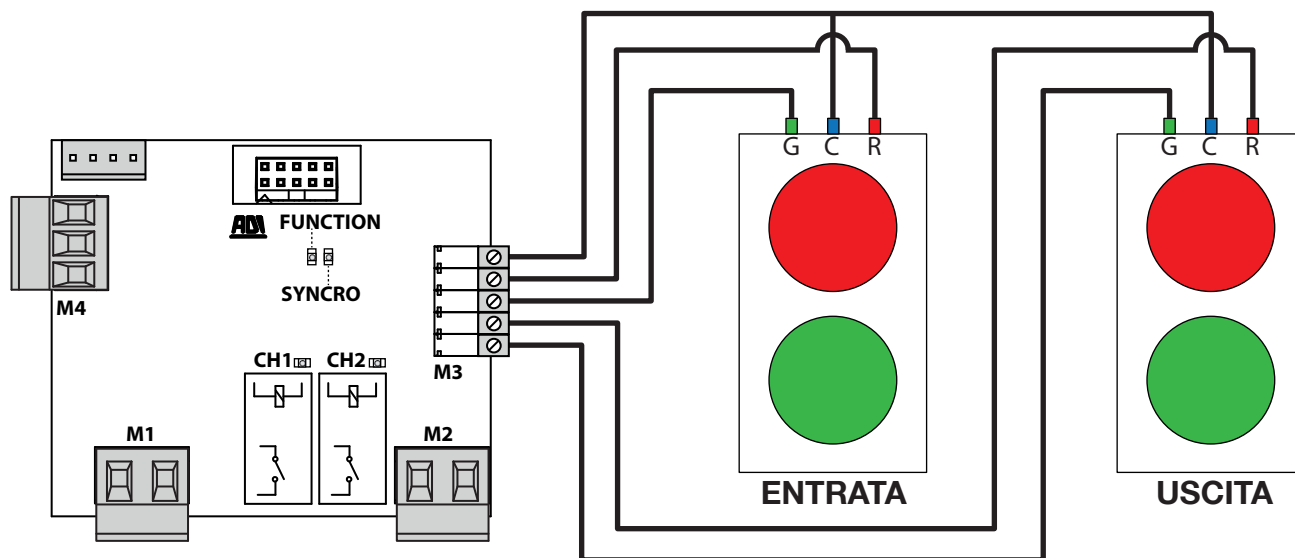 G C R
G C R
ADI FUNCTION
M4
SYNCRO
CH1 CH2
M3
M1
M2
ENTRATA
USCITA